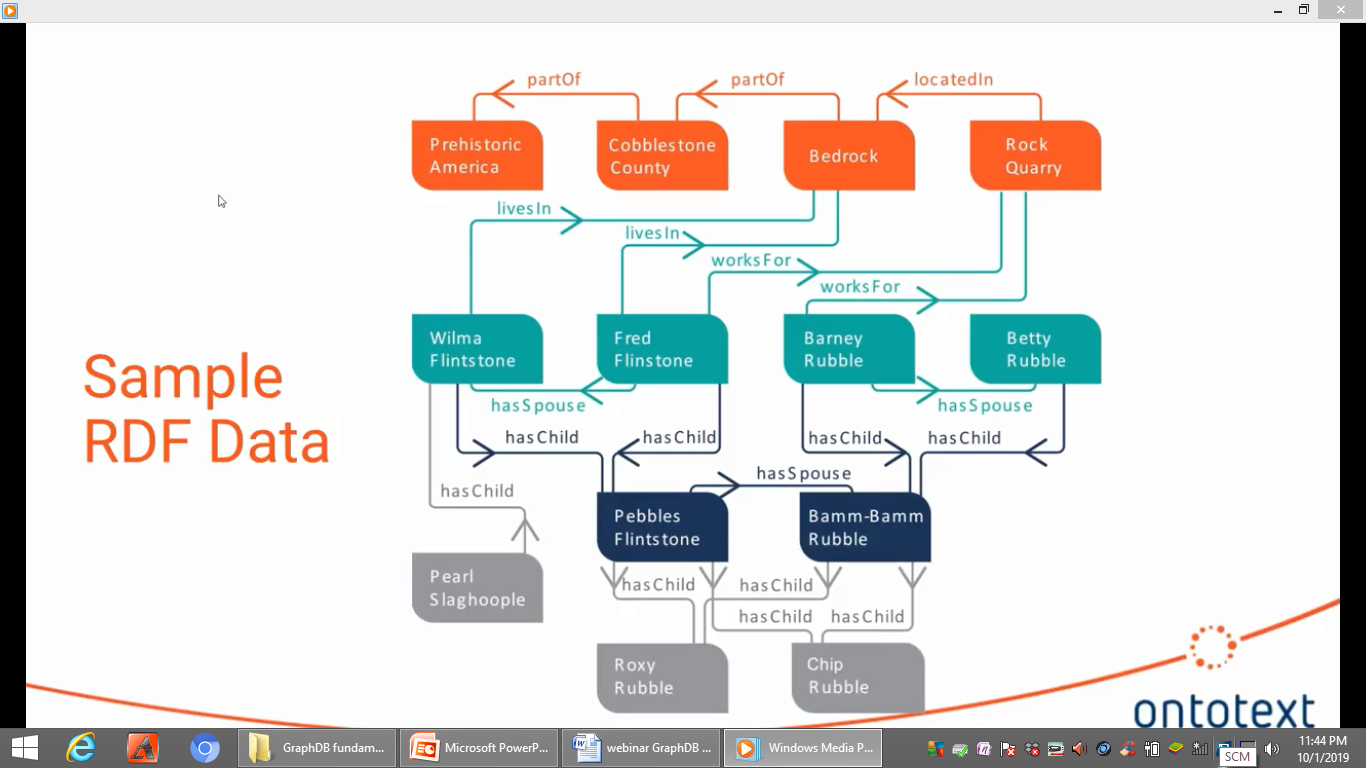 partOf
partOf
locatedIn
Prehistoric
America
Cobblestone
County
Bedrock
Rock
Quarry
livesIn
livesIn
worksFor
worksFor
Wilma
Flintstone
Fred
Flinstone
Barney
Rubble
Betty
Rubble
Sample
RDF Data
hasSpouse
hasSpouse
hasChild
hasChild
hasChild
hasChild
hasSpouse
hasChild
Pebbles
Flintstone
Bamm-Bamm
Rubble
Pearl
Slaghoople
hasChild
hasChild
hasChild
hasChild
Roxy
Rubble
Chip
Rubble
ontotext
GraphDB fundam...
Microsoft PowerP...
webinar GraphDB ...
Windows Media P...
11:44 PM
10/1/2019
SCM